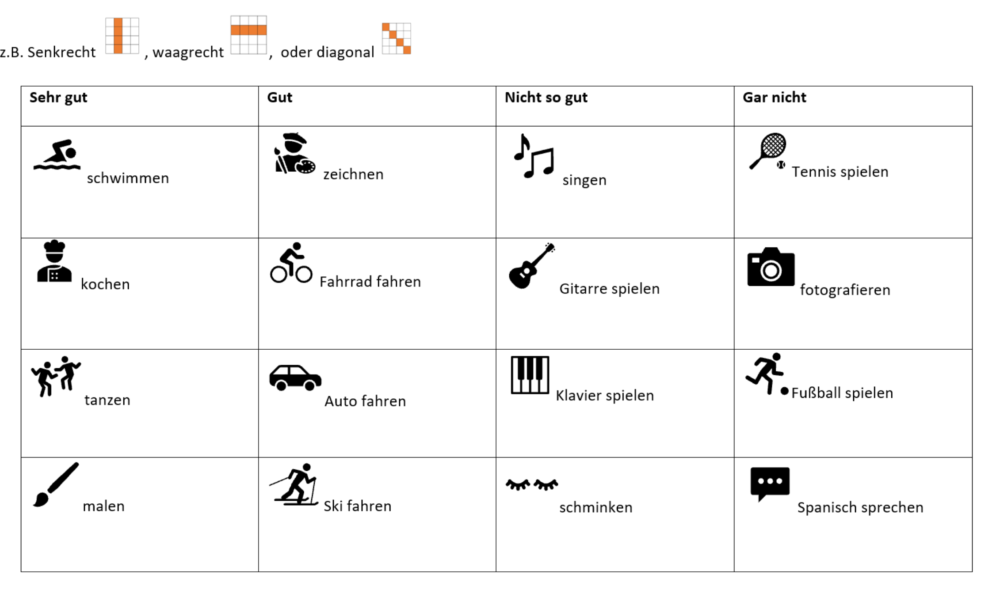 z.B. Senkrecht , waagrecht , oder diagonal
Sehr gut Gut Nicht so gut Gar nicht
schwimmen zeichnen singen Tennis spielen
kochen Fahrrad fahren Gitarre spielen fotografieren
tanzen Auto fahren Klavier spielen Fußball spielen
malen Ski fahren schminken Spanisch sprechen